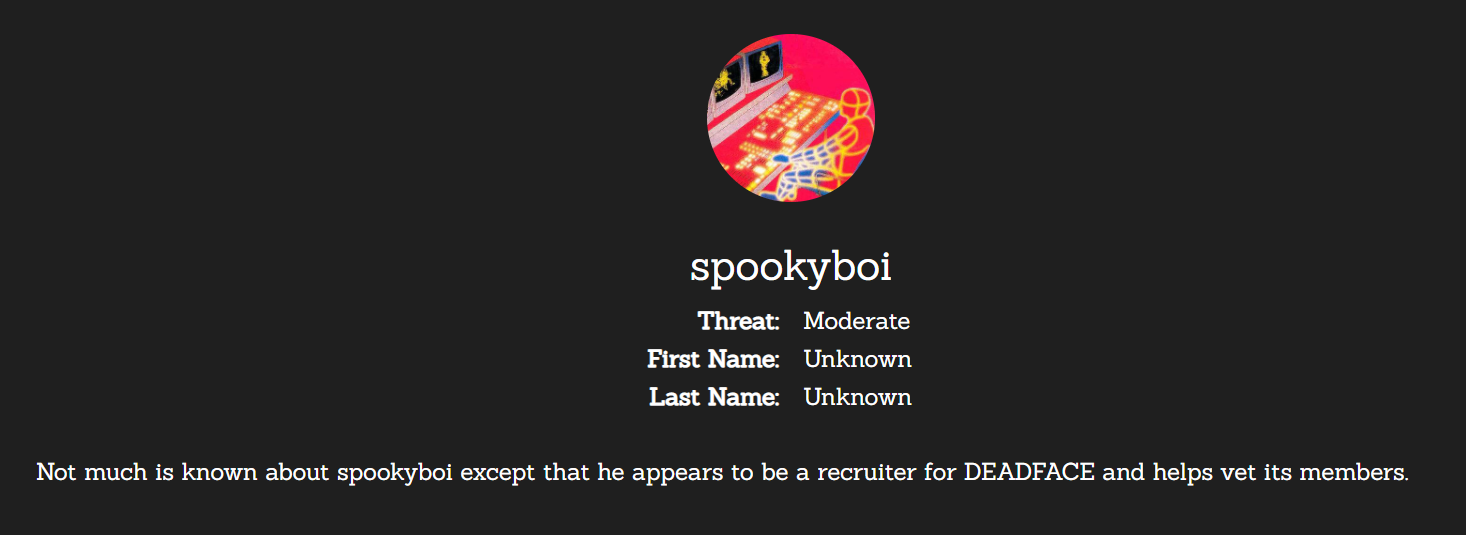 spookyboi
Threat: Moderate
First Name: Unknown
Last Name: Unknown
Not much is known about spookyboi except that he appears to be a recruiter for DEADFACE and helps vet its members.